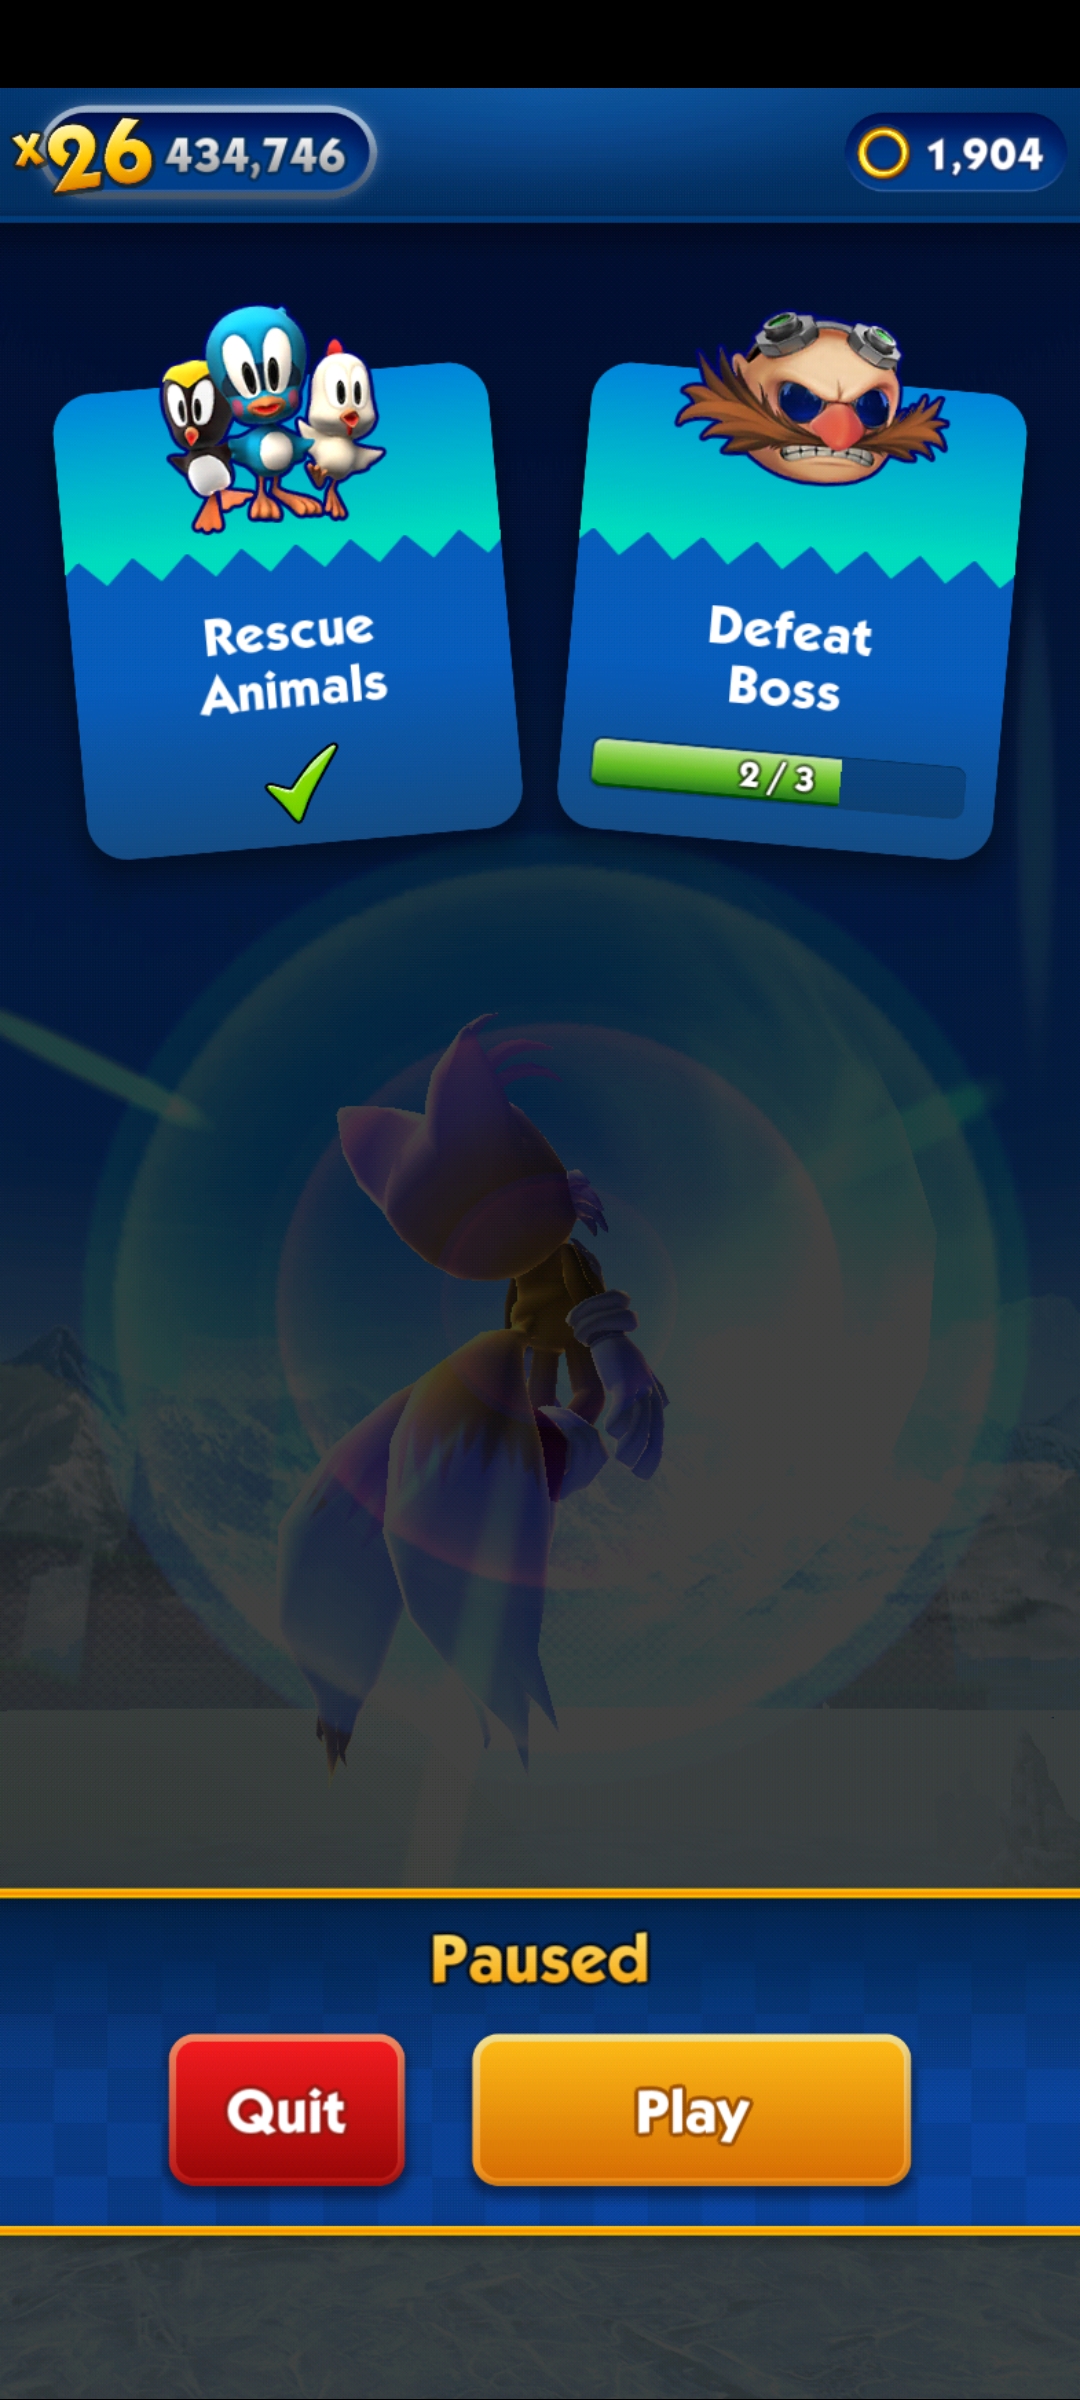 x26 434,746
1,904
Rescue
Animals
Defeat
Boss
2/3
Paused
Quit
Play